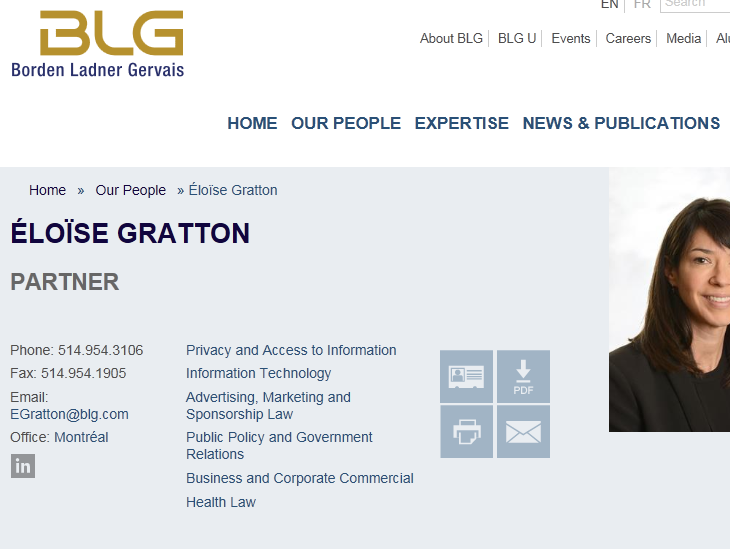 EN FR Search
BLG
Borden Ladner Gervais
About BLG BLG U Events Careers Media
HOME OUR PEOPLE EXPERTISE NEWS & PUBLICATIONS
Home » Our People » Éloïse Gratton
ÉLOÏSE GRATTON
PARTNER
Phone: 514.954.3106
Fax: 514.954.1905
Email:
EGratton@blg.com
Office: Montréal
in
Privacy and Access to Information
Information Technology
Advertising, Marketing and
Sponsorship Law
Public Policy and Government
Relations
Business and Corporate Commercial
Health Law
PDF